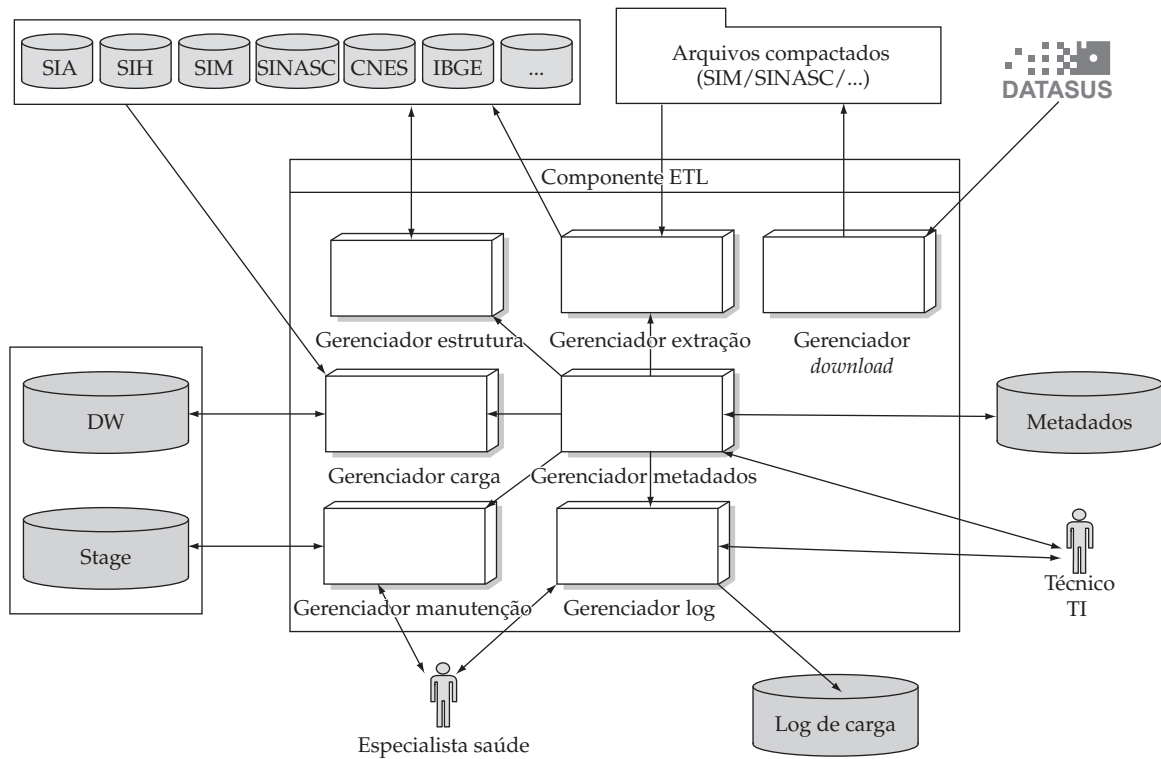 SIA
SIH
SIM
SINASC
CNES
IBGE
...
Arquivos compactados
(SIM/SINASC/...)
DATASUS
Componente ETL
Gerenciador estrutura
Gerenciador extração
Gerenciador
download
DW
Gerenciador carga
Gerenciador metadados
Metadados
Stage
Gerenciador manutenção
Gerenciador log
Técnico
TI
Especialista saúde
Log de carga